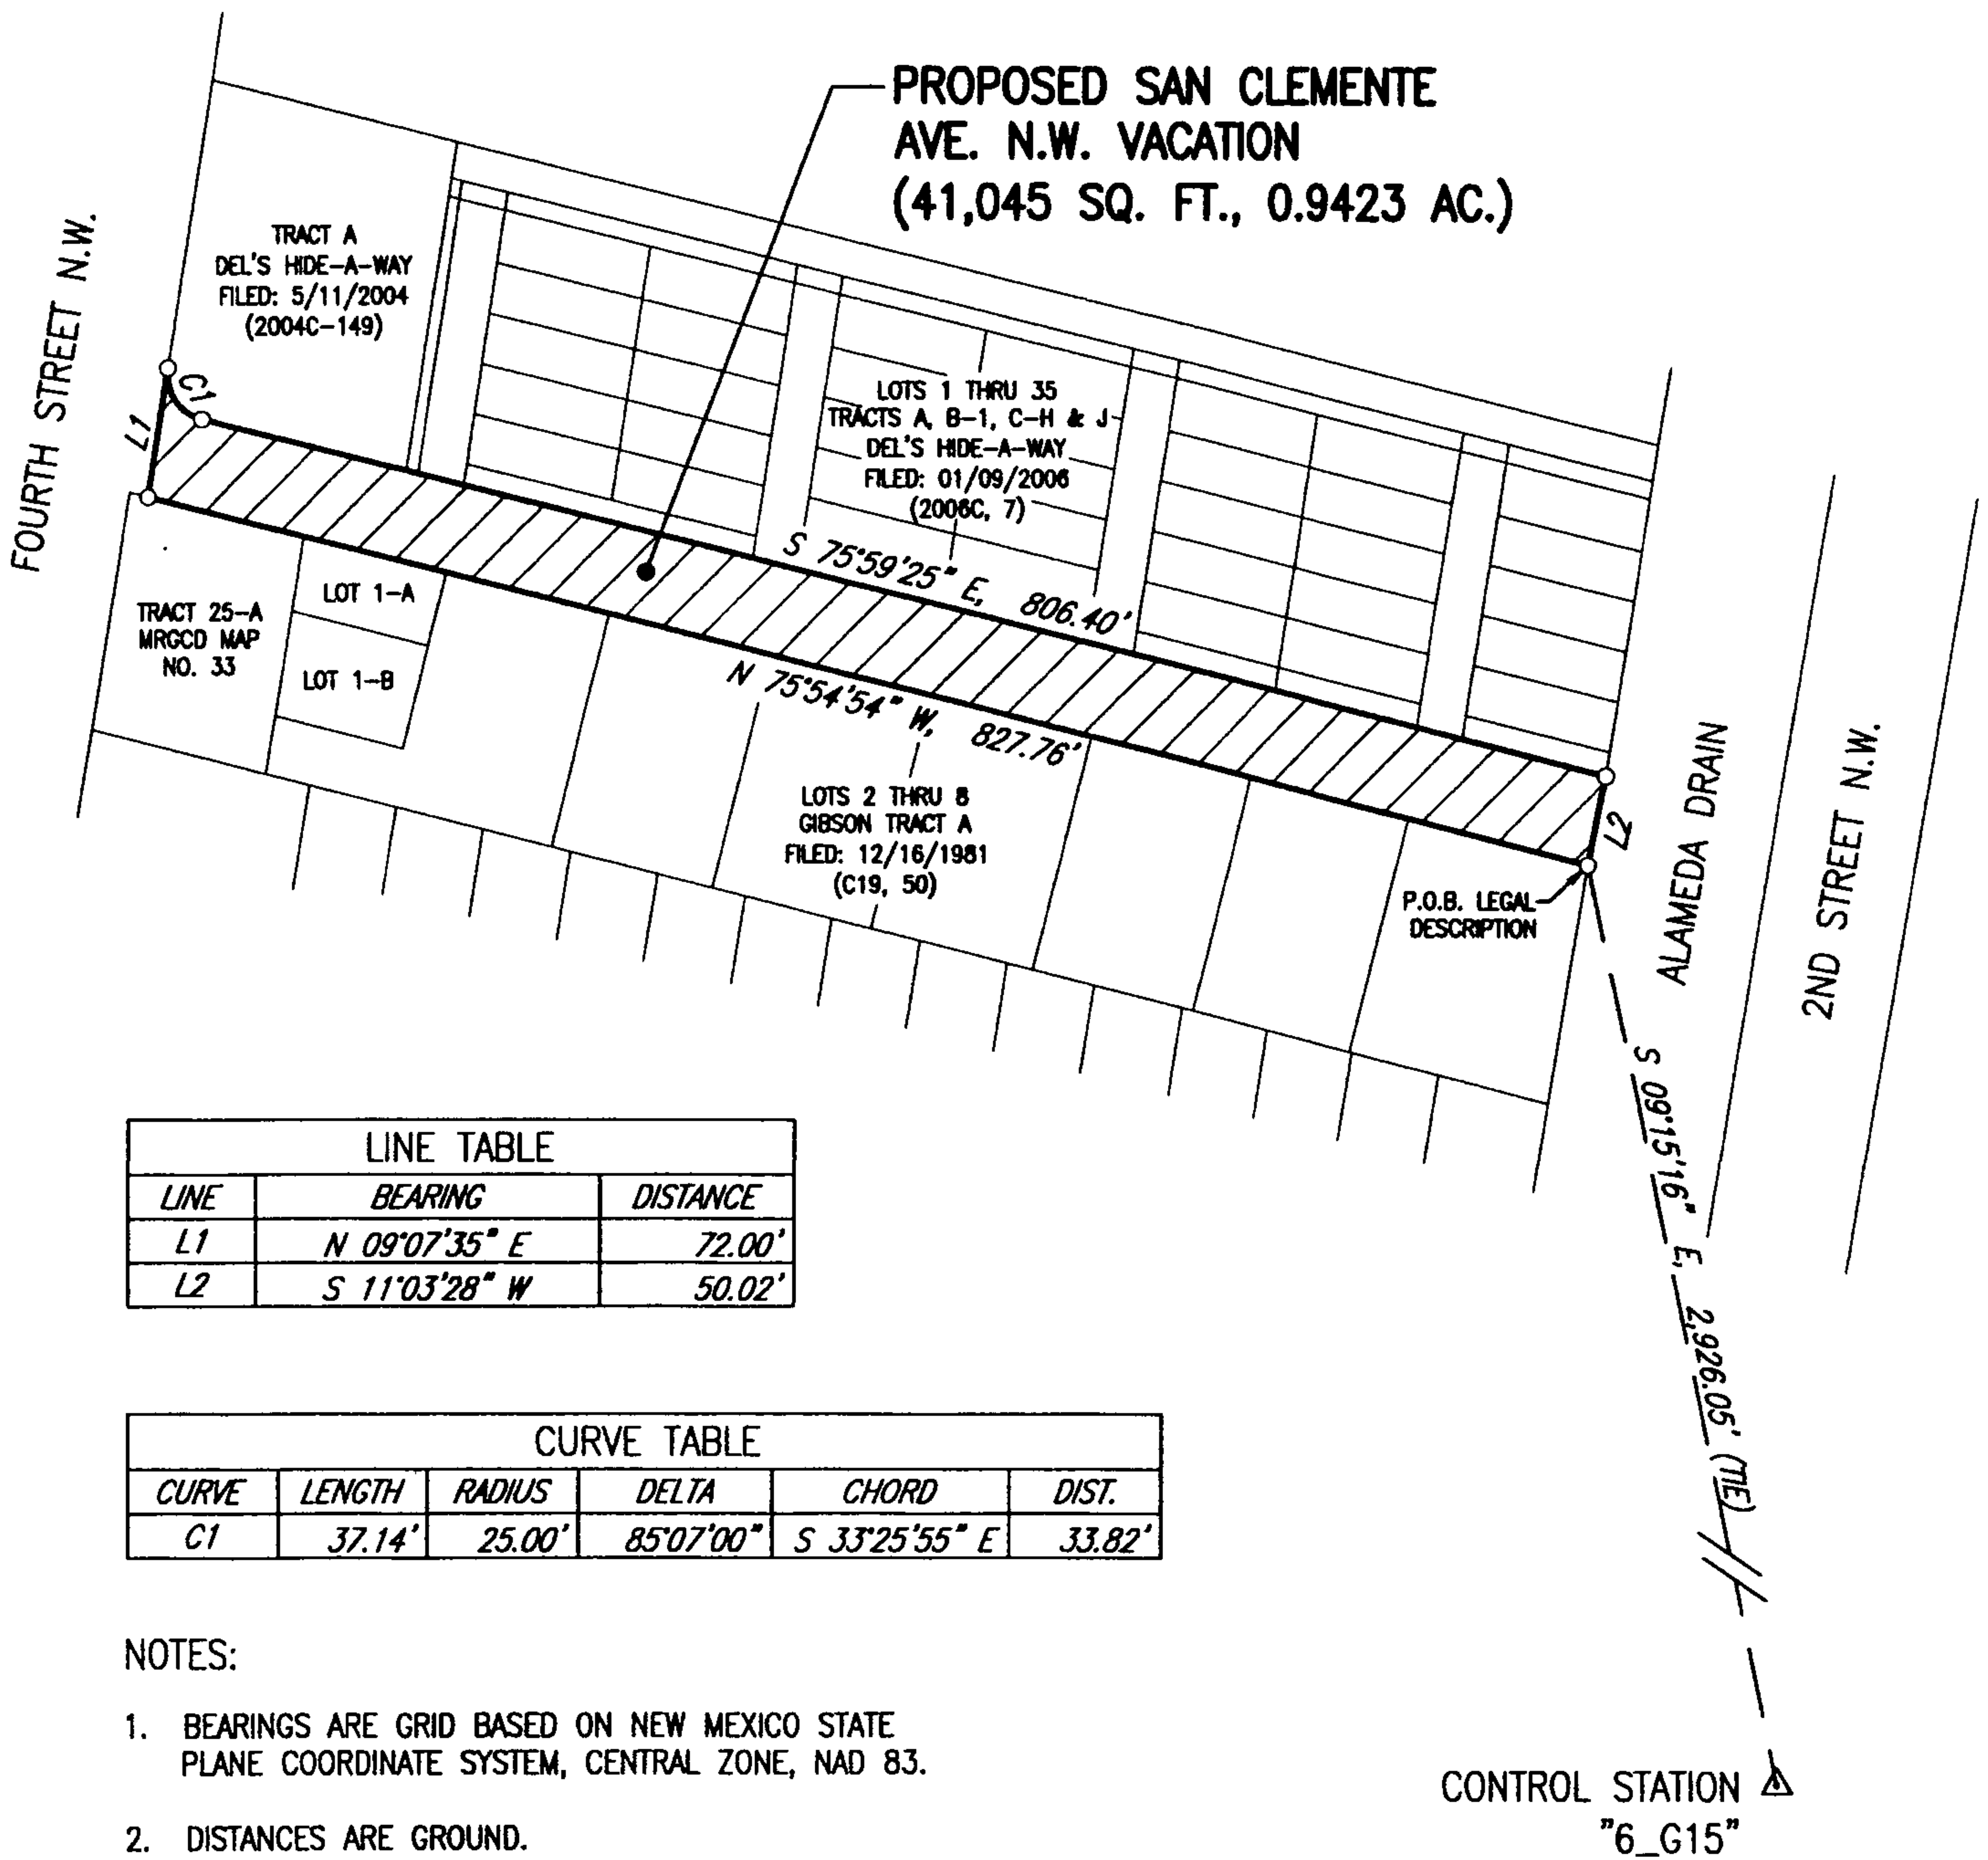 PROPOSED SAN CLEMENTE
AVE. N.W. VACATION
(41,045 SQ. FT., 0.9423 AC.)
FOURTH STREET N.W.
TRACT A
DEL'S HIDE-A-WAY
FILED: 5/11/2004
(2004C-149)
C1
L1
LOTS 1 THRU 35
TRACTS A, B-1, C-H & J
DEL'S HIDE-A-WAY
FILED: 01/09/2006
(2006C, 7)
S 75°59'25" E, 806.40'
N 75°54'54" W, 827.76'
TRACT 25-A
MRGCD MAP
NO. 33
LOT 1-A
LOT 1-B
LOTS 2 THRU 8
GIBSON TRACT A
FILED: 12/16/1981
(C19, 50)
L2
P.O.B. LEGAL
DESCRIPTION
ALAMEDA DRAIN
2ND STREET N.W.
S 09°15'16" E, 2,926.05' (TIE)
LINE TABLE
LINE BEARING DISTANCE
L1 N 09°07'35" E 72.00'
L2 S 11°03'28" W 50.02'
CURVE TABLE
CURVE LENGTH RADIUS DELTA CHORD DIST.
C1 37.14' 25.00' 85°07'00" S 33°25'55" E 33.82'
NOTES:
1. BEARINGS ARE GRID BASED ON NEW MEXICO STATE
PLANE COORDINATE SYSTEM, CENTRAL ZONE, NAD 83.
2. DISTANCES ARE GROUND.
CONTROL STATION
"6_G15"